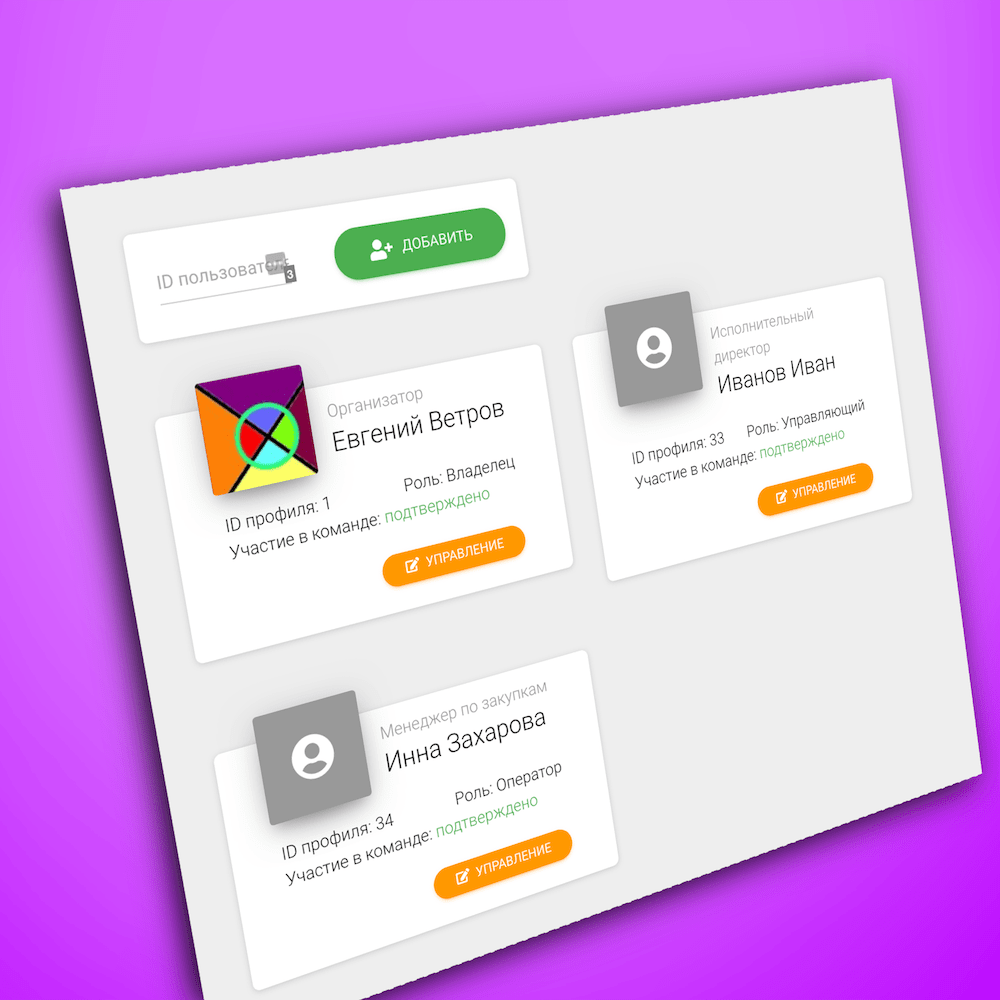 ID пользователя
3
ДОБАВИТЬ
Организатор
Евгений Ветров
ID профиля: 1 Роль: Владелец
Участие в команде: подтверждено
УПРАВЛЕНИЕ
Исполнительный
директор
Иванов Иван
ID профиля: 33 Роль: Управляющий
Участие в команде: подтверждено
УПРАВЛЕНИЕ
Менеджер по закупкам
Инна Захарова
ID профиля: 34 Роль: Оператор
Участие в команде: подтверждено
УПРАВЛЕНИЕ